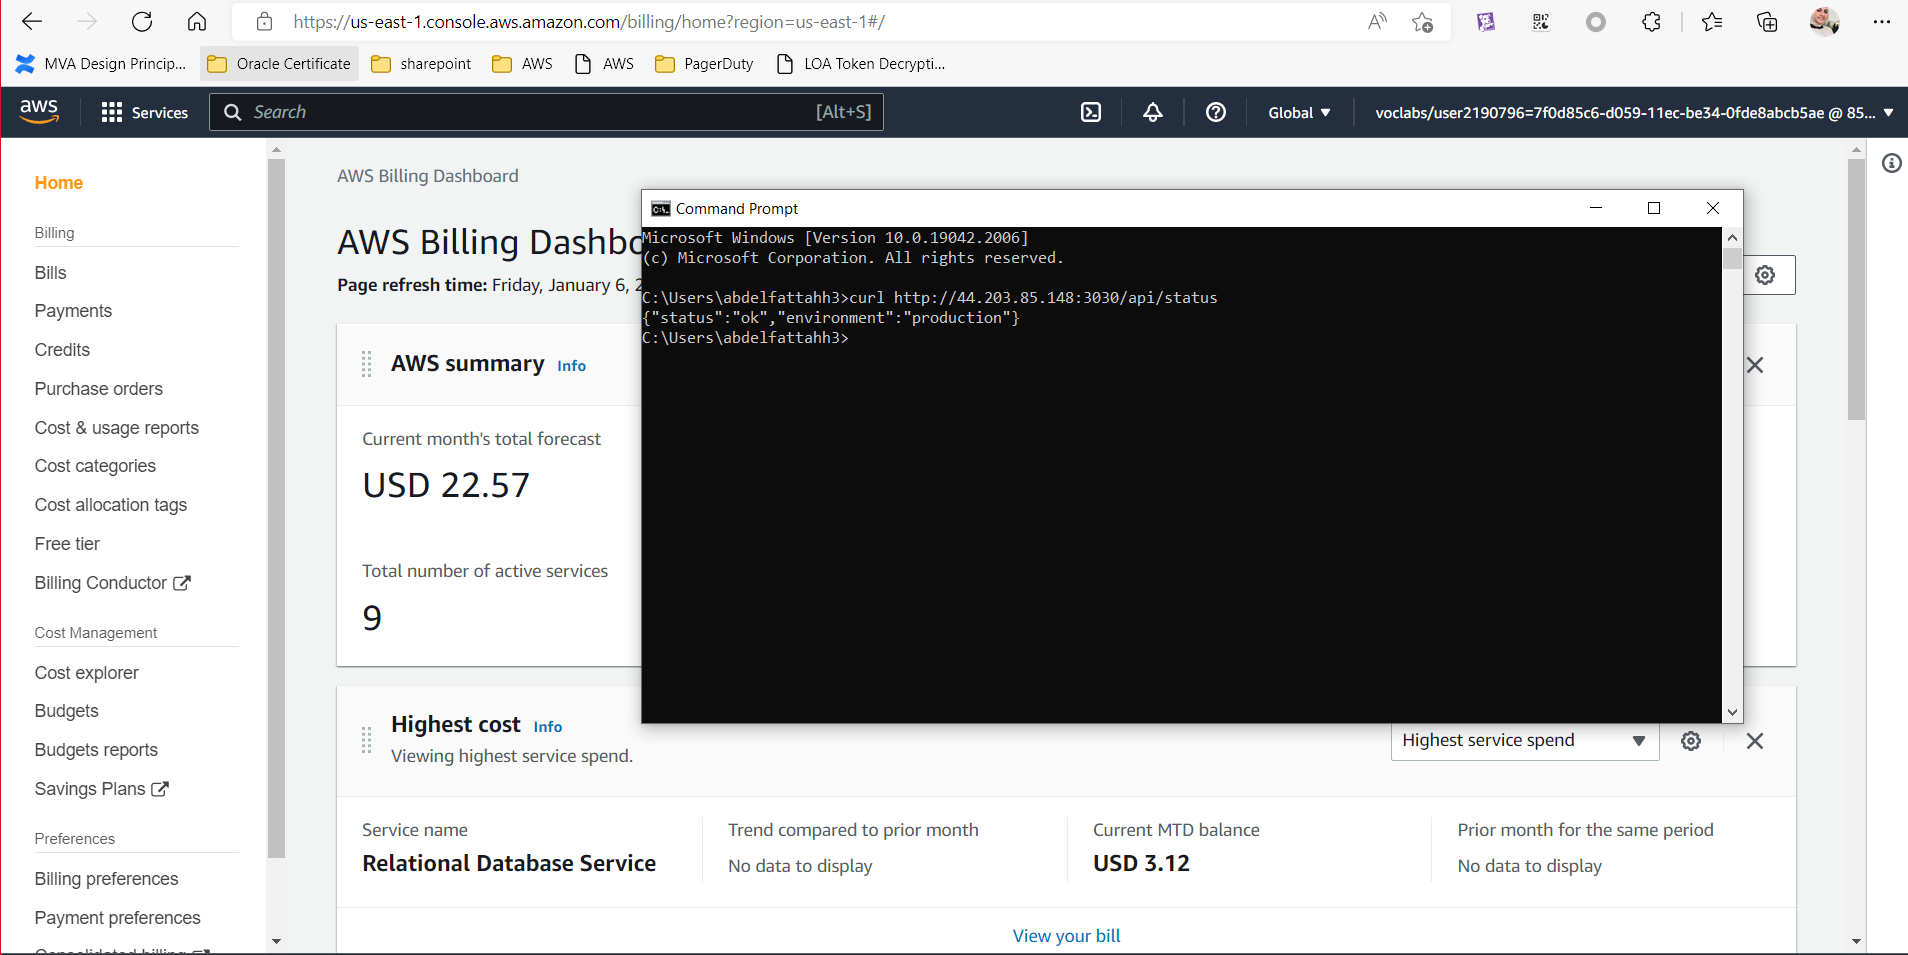 https://us-east-1.console.aws.amazon.com/billing/home?region=us-east-1#/
MVA Design Princip...
Oracle Certificate
sharepoint
AWS
AWS
PagerDuty
LOA Token Decrypti...
aws
Services
Search
[Alt+S]
Global
voclabs/user2190796=7f0d85c6-d059-11ec-be34-0fde8abcb5ae @ 85...
Home
Billing
Bills
Payments
Credits
Purchase orders
Cost & usage reports
Cost categories
Cost allocation tags
Free tier
Billing Conductor
Cost Management
Cost explorer
Budgets
Budgets reports
Savings Plans
Preferences
Billing preferences
Payment preferences
Consolidated billing
AWS Billing Dashboard
AWS Billing Dashbo
Page refresh time: Friday, January 6, 2
AWS summary Info
Current month's total forecast
USD 22.57
Total number of active services
9
Command Prompt
Microsoft Windows [Version 10.0.19042.2006]
(c) Microsoft Corporation. All rights reserved.
C:\Users\abdelfattahh3>curl http://44.203.85.148:3030/api/status
{"status":"ok","environment":"production"}
C:\Users\abdelfattahh3>
Highest cost Info
Viewing highest service spend.
Highest service spend
Service name
Relational Database Service
Trend compared to prior month
No data to display
Current MTD balance
USD 3.12
Prior month for the same period
No data to display
View your bill